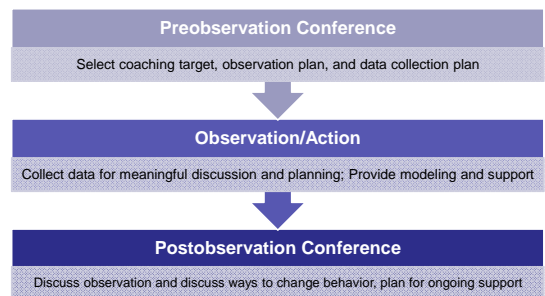 Preobservation Conference
Select coaching target, observation plan, and data collection plan
Observation/Action
Collect data for meaningful discussion and planning; Provide modeling and support
Postobservation Conference
Discuss observation and discuss ways to change behavior, plan for ongoing support